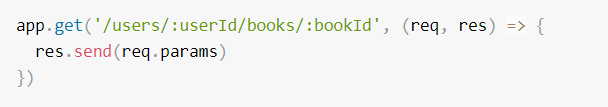 app.get('/users/:userId/books/:bookId', (req, res) => {
  res.send(req.params)
})